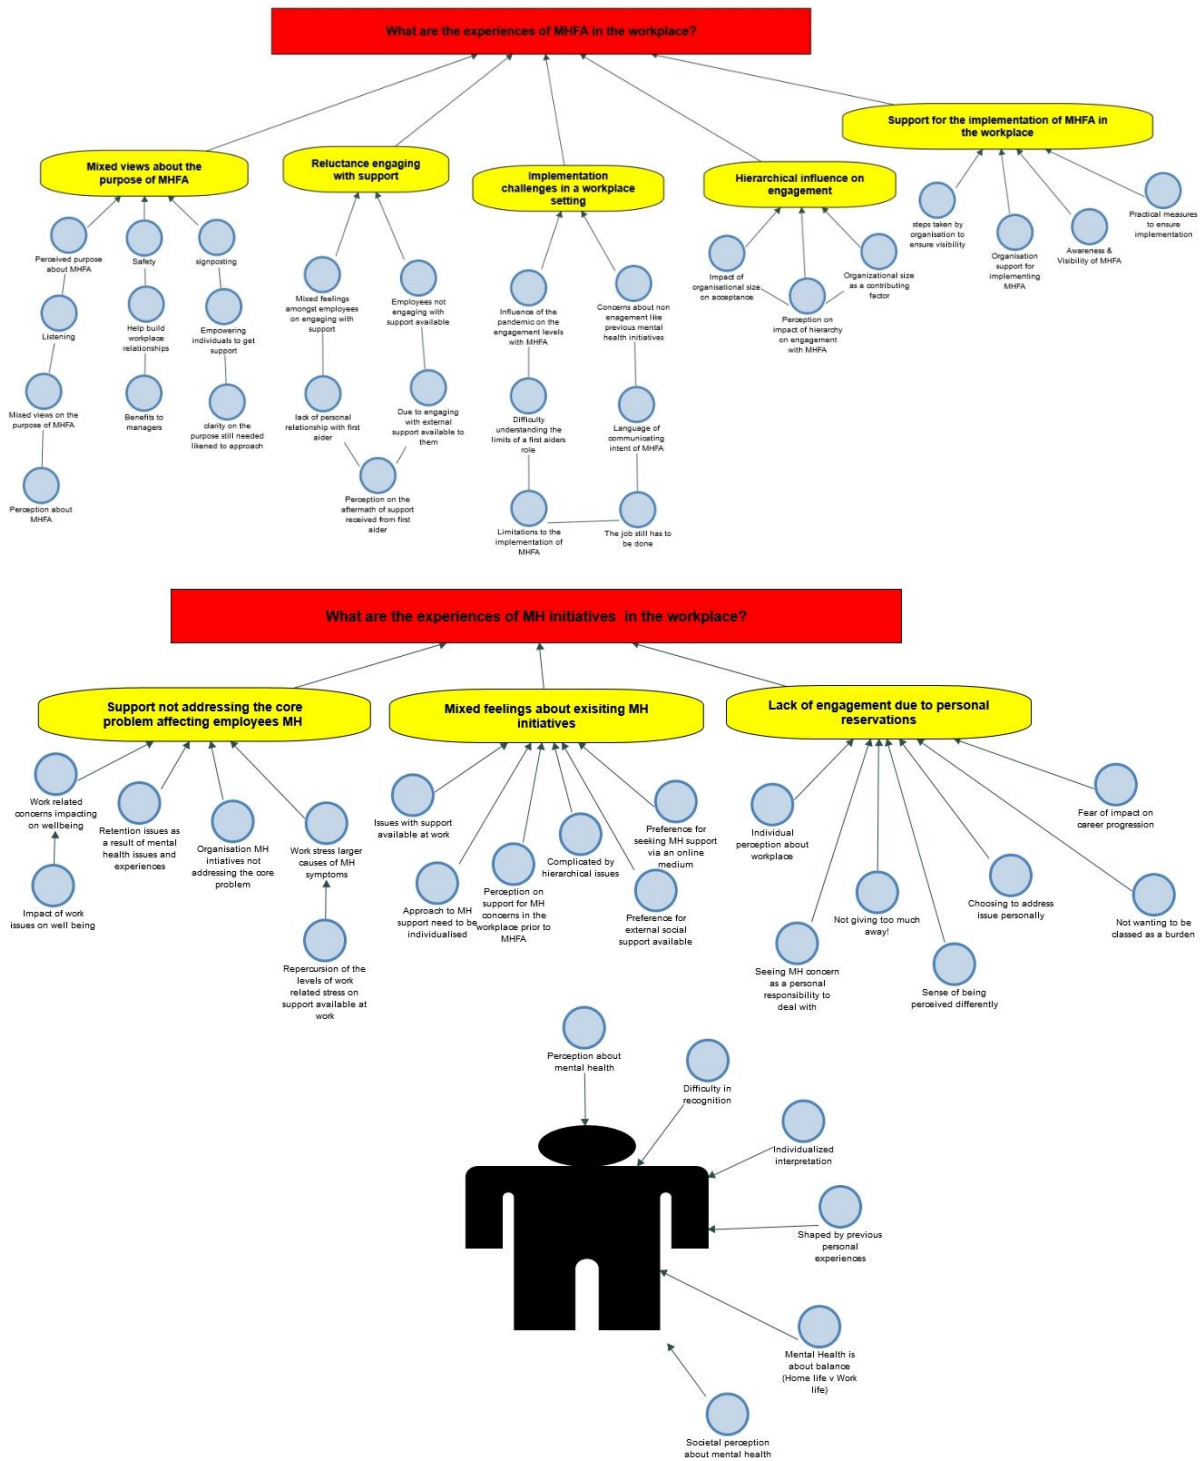 What are the experiences of MHFA in the workplace?
Support for the implementation of MHFA in
the workplace
Mixed views about the
purpose of MHFA
Reluctance engaging
with support
Implementation
challenges in a workplace
setting
Hierarchical influence on
engagement
Perceived purpose
about MHFA
Safety
signposting
Listening
Help build
workplace
relationships
Empowering
individuals to get
support
Mixed views on the
purpose of MHFA
Benefits to
managers
clarity on the
purpose still needed
likened to approach
Perception about
MHFA
Mixed feelings
amongst employees
on engaging with
support
Employees not
engaging with
support available
lack of personal
relationship with first
aider
Due to engaging
with external
support available to
them
Perception on the
aftermath of support
received from first
aider
Influence of the
pandemic on the
engagement levels
with MHFA
Concerns about non
enagement like
previous mental
health initiatives
Difficulty
understanding the
limits of a first aiders
role
Language of
communicating
intent of MHFA
Limitations to the
implementation of
MHFA
The job still has to
be done
Impact of
organisational size
on acceptance
Perception on
impact of hierarchy
on engagement
with MHFA
Organizational size
as a contributing
factor
steps taken by
organisation to
ensure visibility
Organisation
support for
implementing
MHFA
Awareness &
Visibility of MHFA
Practical measures
to ensure
implementation
What are the experiences of MH initiatives in the workplace?
Support not addressing the core
problem affecting employees MH
Mixed feelings about exisiting MH
initiatives
Lack of engagement due to personal
reservations
Work related
concerns impacting
on wellbeing
Retention issues as
a result of mental
health issues and
experiences
Organisation MH
intiatives not
addressing the core
problem
Work stress larger
causes of MH
symptoms
Impact of work
issues on well being
Repercursion of the
levels of work
related stress on
support available at
work
Issues with support
available at work
Approach to MH
support need to be
individualised
Perception on
support for MH
concerns in the
workplace prior to
MHFA
Complicated by
hierarchical issues
Preference for
seeking MH support
via an online
medium
Preference for
external social
support available
Individual
perception about
workplace
Seeing MH concern
as a personal
responsibility to
deal with
Not giving too much
away!
Sense of being
perceived differently
Choosing to address
issue personally
Not wanting to be
classed as a burden
Fear of impact on
career progression
Perception about
mental health
Difficulty in
recognition
Individualized
interpretation
Shaped by previous
personal
experiences
Mental Health is
about balance
(Home life v Work
life)
Societal perception
about mental health